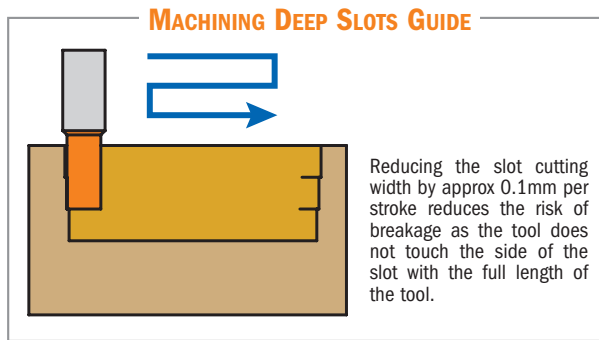 MACHINING DEEP SLOTS GUIDE
Reducing the slot cutting
width by approx 0.1mm per
stroke reduces the risk of
breakage as the tool does
not touch the side of the
slot with the full length of
the tool.